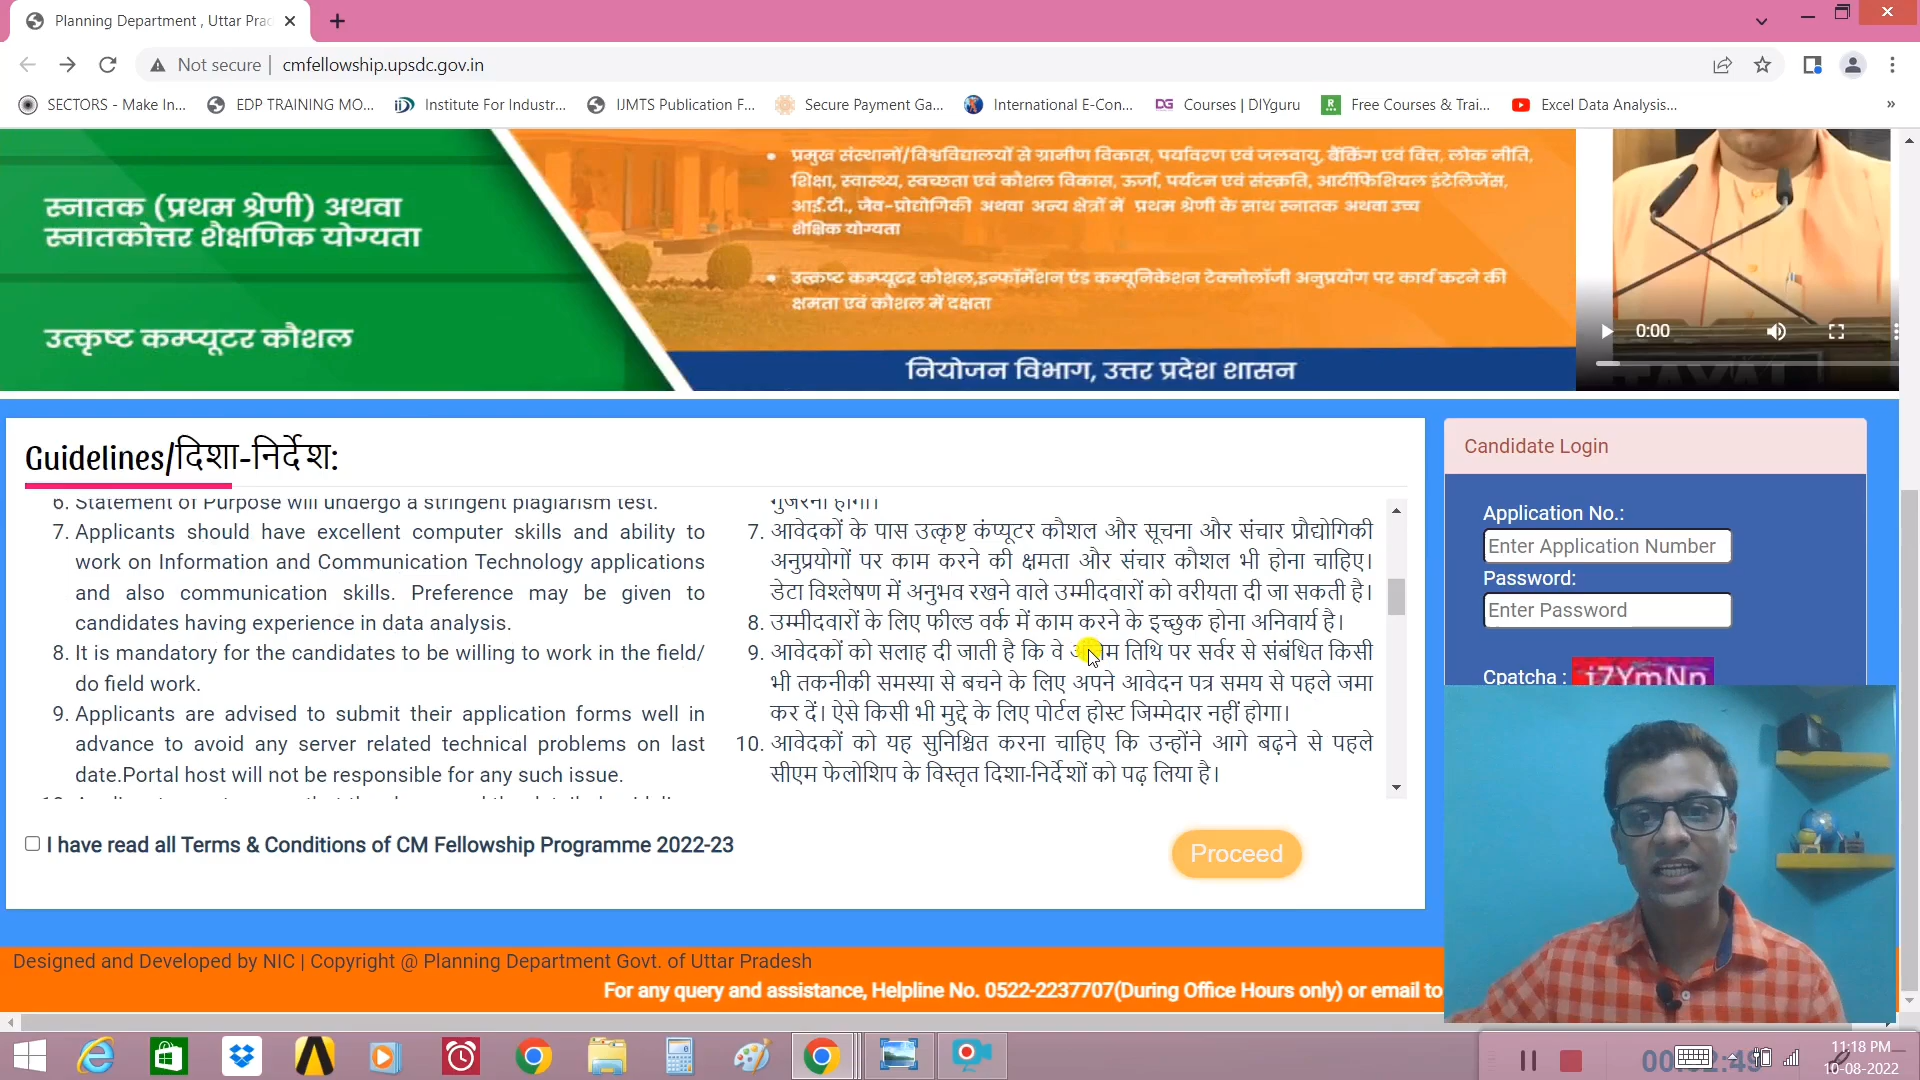 Planning Department , Uttar Prad
Not secure | cmfellowship.upsdc.gov.in
SECTORS - Make In... EDP TRAINING MO... Institute For Industr... IJMTS Publication F... Secure Payment Ga... International E-Con... DG Courses | DIYguru Free Courses & Trai... Excel Data Analysis... »
स्नातक (प्रथम श्रेणी) अथवा
स्नातकोत्तर शैक्षणिक योग्यता
उत्कृष्ट कम्प्यूटर कौशल
• प्रमुख संस्थानों/विश्वविद्यालयों से ग्रामीण विकास, पर्यावरण एवं जलवायु, बैंकिंग एवं वित्त, लोक नीति,
शिक्षा, स्वास्थ्य, स्वच्छता एवं कौशल विकास, ऊर्जा, पर्यटन एवं संस्कृति, आर्टीफिशियल इंटेलिजेंस,
आई.टी., जैव-प्रोद्योगिकी अथवा अन्य क्षेत्रों में प्रथम श्रेणी के साथ स्नातक अथवा उच्च
शैक्षिक योग्यता
• उत्कृष्ट कम्प्यूटर कौशल,इन्फॉर्मेशन एंड कम्यूनिकेशन टेक्नोलॉजी अनुप्रयोग पर कार्य करने की
क्षमता एवं कौशल में दक्षता
नियोजन विभाग, उत्तर प्रदेश शासन
0:00
Guidelines/दिशा-निर्देश:
6. Statement of Purpose will undergo a stringent plagiarism test.
7. Applicants should have excellent computer skills and ability to
work on Information and Communication Technology applications
and also communication skills. Preference may be given to
candidates having experience in data analysis.
8. It is mandatory for the candidates to be willing to work in the field/
do field work.
9. Applicants are advised to submit their application forms well in
advance to avoid any server related technical problems on last
date.Portal host will not be responsible for any such issue.
गुजरना होगा।
7. आवेदकों के पास उत्कृष्ट कंप्यूटर कौशल और सूचना और संचार प्रौद्योगिकी
अनुप्रयोगों पर काम करने की क्षमता और संचार कौशल भी होना चाहिए।
डेटा विश्लेषण में अनुभव रखने वाले उम्मीदवारों को वरीयता दी जा सकती है।
8. उम्मीदवारों के लिए फील्ड वर्क में काम करने के इच्छुक होना अनिवार्य है।
9. आवेदकों को सलाह दी जाती है कि वे तिथि पर सर्वर से संबंधित किसी
भी तकनीकी समस्या से बचने के लिए अपने आवेदन पत्र समय से पहले जमा
कर दें। ऐसे किसी भी मुद्दे के लिए पोर्टल होस्ट जिम्मेदार नहीं होगा।
10. आवेदकों को यह सुनिश्चित करना चाहिए कि उन्होंने आगे बढ़ने से पहले
सीएम फेलोशिप के विस्तृत दिशा-निर्देशों को पढ़ लिया है।
I have read all Terms & Conditions of CM Fellowship Programme 2022-23
Proceed
Candidate Login
Application No.:
Enter Application Number
Password:
Enter Password
Cpatcha : i7YmNp
Designed and Developed by NIC | Copyright @ Planning Department Govt. of Uttar Pradesh
For any query and assistance, Helpline No. 0522-2237707(During Office Hours only) or email to
11:18 PM
10-08-2022